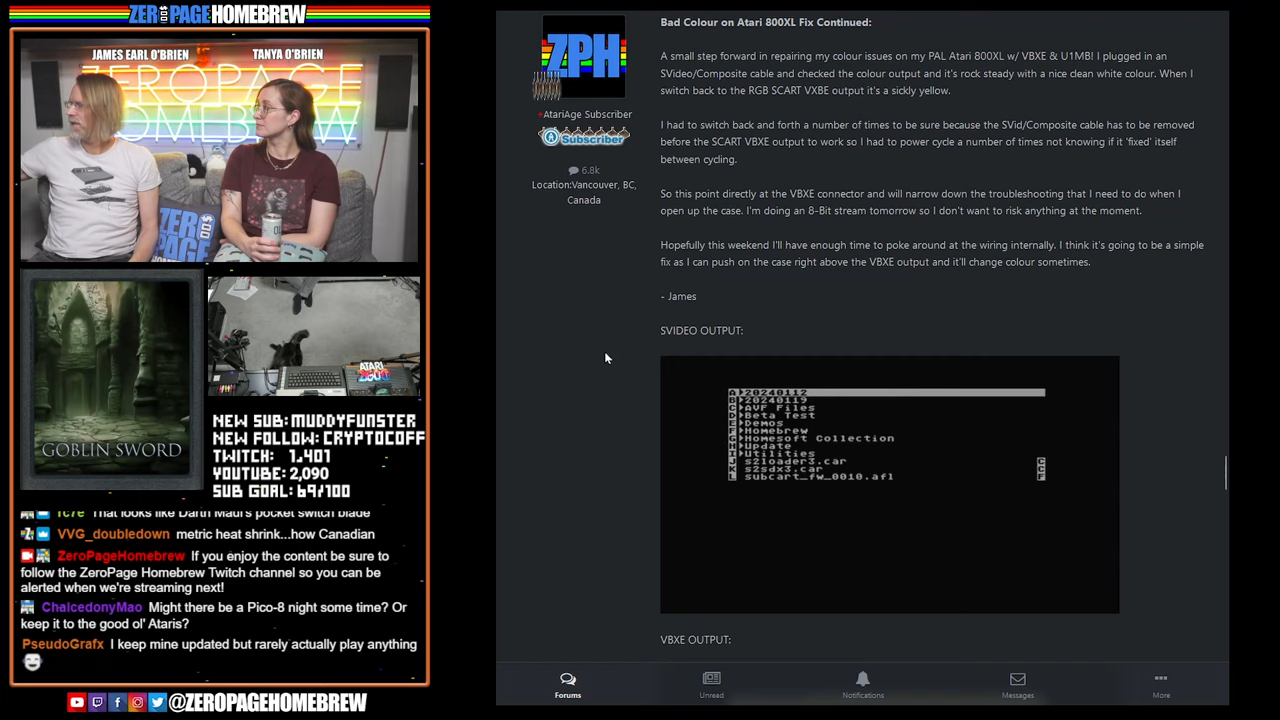 ZEROPAGE HOMEBREW
JAMES EARL O'BRIEN
TANYA O'BRIEN
ZEROPAGE
HOMEBREW
GOBLIN SWORD
NEW SUB: MUDDYFUNSTER
NEW FOLLOW: CRYPTOCOFF
TWITCH: 1,401
YOUTUBE: 2,090
SUB GOAL: 69/100
rc7e That looks like Darth Maul's pocket switch blade
VVG_doubledown metric heat shrink...how Canadian
ZeroPageHomebrew If you enjoy the content be sure to
follow the ZeroPage Homebrew Twitch channel so you can be
alerted when we're streaming next!
ChalcedonyMao Might there be a Pico-8 night some time? Or
keep it to the good ol' Ataris?
PseudoGrafx I keep mine updated but rarely actually play anything
@ZEROPAGEHOMEBREW
ZPH
AtariAge Subscriber
Subscriber
6.8k
Location:Vancouver, BC,
Canada
Bad Colour on Atari 800XL Fix Continued:
A small step forward in repairing my colour issues on my PAL Atari 800XL w/ VBXE & U1MB! I plugged in an
SVideo/Composite cable and checked the colour output and it's rock steady with a nice clean white colour. When I
switch back to the RGB SCART VXBE output it's a sickly yellow.
I had to switch back and forth a number of times to be sure because the SVid/Composite cable has to be removed
before the SCART VBXE output to work so I had to power cycle a number of times not knowing if it 'fixed' itself
between cycling.
So this point directly at the VBXE connector and will narrow down the troubleshooting that I need to do when I
open up the case. I'm doing an 8-Bit stream tomorrow so I don't want to risk anything at the moment.
Hopefully this weekend I'll have enough time to poke around at the wiring internally. I think it's going to be a simple
fix as I can push on the case right above the VBXE output and it'll change colour sometimes.
- James
SVIDEO OUTPUT:
A 20240112
B 20240119
C AVF Files
D Beta Test
E Demos
F Homebrew
G Homesoft Collection
H Update
I Utilities
J s2loader3.car
K s2sdx3.car
L subcart_fw_0010.afl
VBXE OUTPUT:
Forums
Unread
Notifications
Messages
More